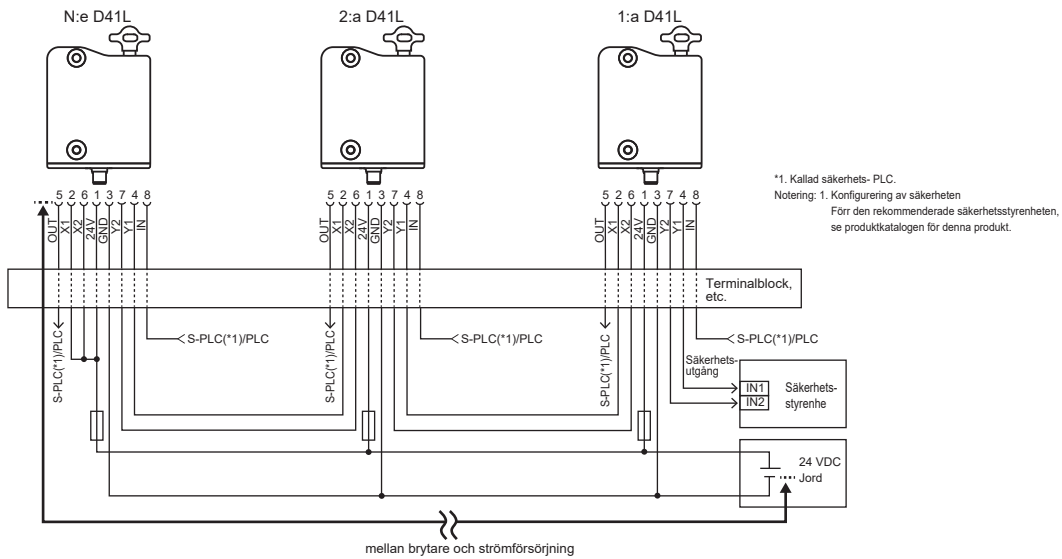 N:e D41L
2:a D41L
1:a D41L
*1. Kallad säkerhets- PLC.
Notering: 1. Konfigurering av säkerheten
Förr den rekommenderade säkerhetsstyrenheten,
se produktkatalogen för denna produkt.
5 2 6 1 3 7 4 8
5 2 6 1 3 7 4 8
5 2 6 1 3 7 4 8
OUT
X1
X2
24V
GND
Y2
Y1
IN
OUT
X1
X2
24V
GND
Y2
Y1
IN
OUT
X1
X2
24V
GND
Y2
Y1
IN
Terminalblock,
etc.
S-PLC(*1)/PLC
S-PLC(*1)/PLC
S-PLC(*1)/PLC
S-PLC(*1)/PLC
S-PLC(*1)/PLC
S-PLC(*1)/PLC
Säkerhets-
utgång
IN1
IN2
Säkerhets-
styrenhe
24 VDC
Jord
mellan brytare och strömförsörjning